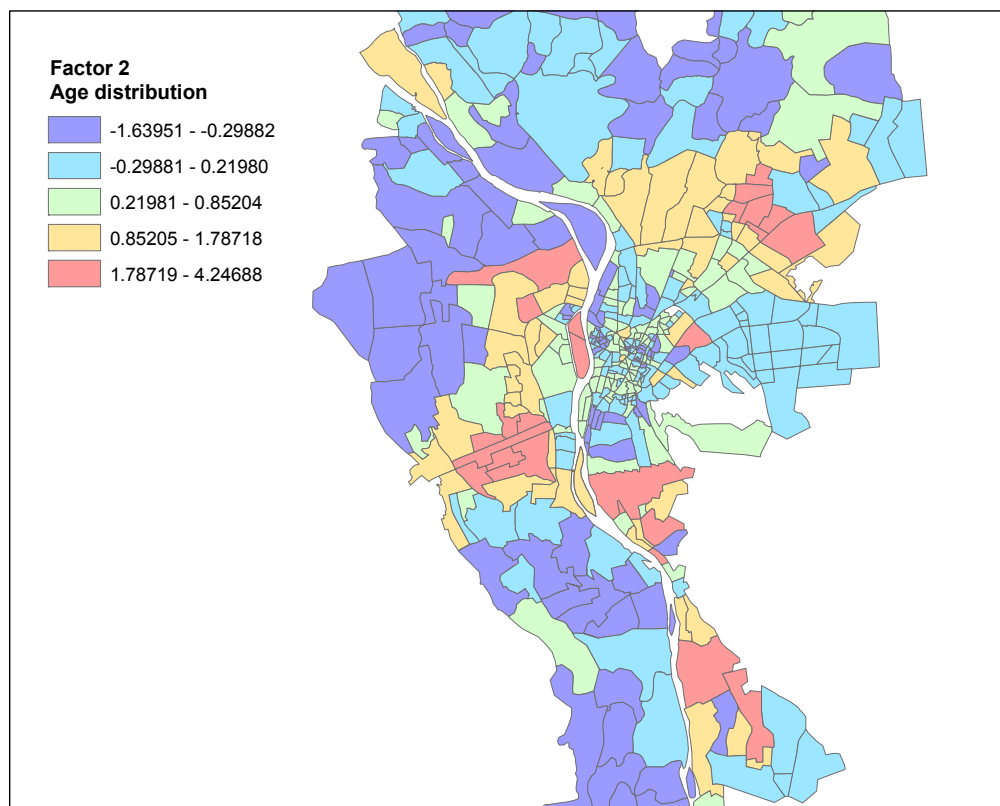 Factor 2
Age distribution
-1.63951 - -0.29882
-0.29881 - 0.21980
0.21981 - 0.85204
0.85205 - 1.78718
1.78719 - 4.24688